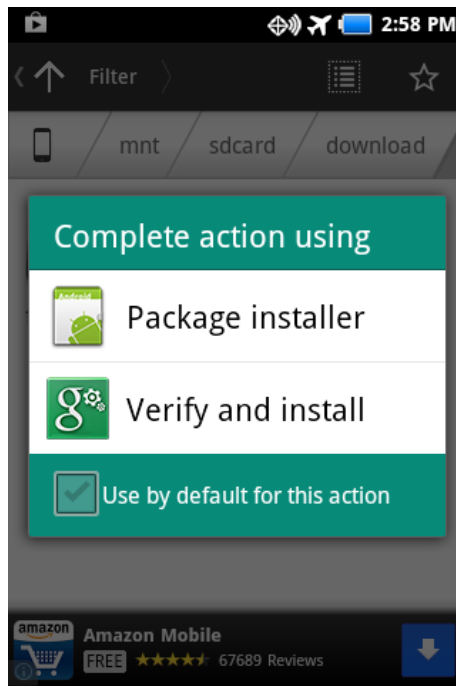 2:58 PM
Filter
mnt sdcard download
Complete action using
Android
Package installer
g
Verify and install
Use by default for this action
amazon
Amazon Mobile
FREE 67689 Reviews